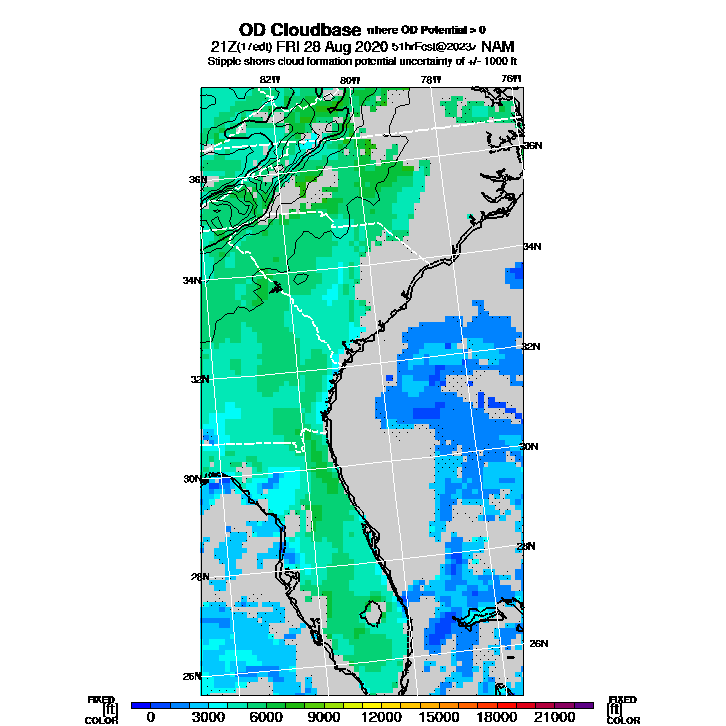 OD Cloudbase where OD Potential > 0
21Z(17edt) FRI 28 Aug 2020 51hrFcst@2023z NAM
Stipple shows cloud formation potential uncertainty of +/- 1000 ft
82W 80W 78W 76W
36N
36N
34N
34N
32N
32N
30N
30N
28N
28N
26N
26N
FIXED FIXED
[ft] [ft]
COLOR COLOR
0 3000 6000 9000 12000 15000 18000 21000